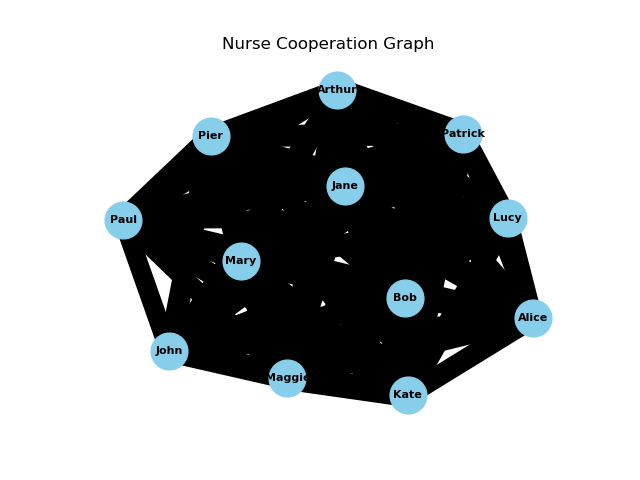 Nurse Cooperation Graph
Arthur
Pier
Patrick
Jane
Paul
Lucy
Mary
Bob
Alice
John
Maggie
Kate